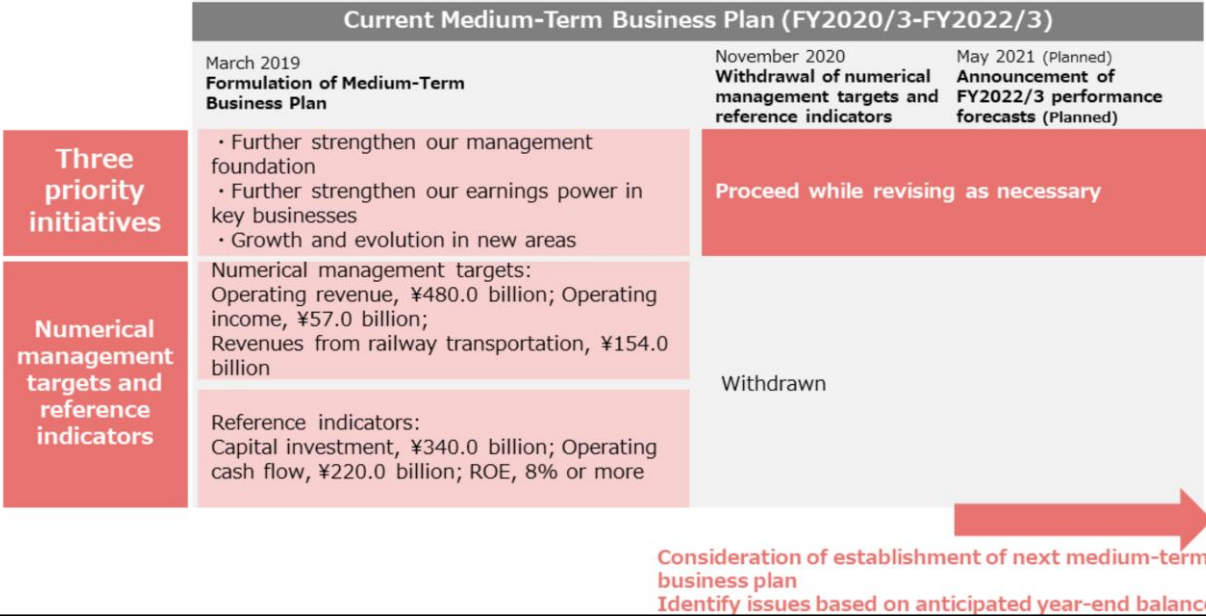 Current Medium-Term Business Plan (FY2020/3-FY2022/3)
March 2019
Formulation of Medium-Term
Business Plan
November 2020
Withdrawal of numerical
management targets and
reference indicators
May 2021 (Planned)
Announcement of
FY2022/3 performance
forecasts (Planned)
Three
priority
initiatives
・Further strengthen our management
foundation
・Further strengthen our earnings power in
key businesses
・Growth and evolution in new areas
Proceed while revising as necessary
Numerical
management
targets and
reference
indicators
Numerical management targets:
Operating revenue, ¥480.0 billion; Operating
income, ¥57.0 billion;
Revenues from railway transportation, ¥154.0
billion
Reference indicators:
Capital investment, ¥340.0 billion; Operating
cash flow, ¥220.0 billion; ROE, 8% or more
Withdrawn
Consideration of establishment of next medium-term
business plan
Identify issues based on anticipated year-end balance